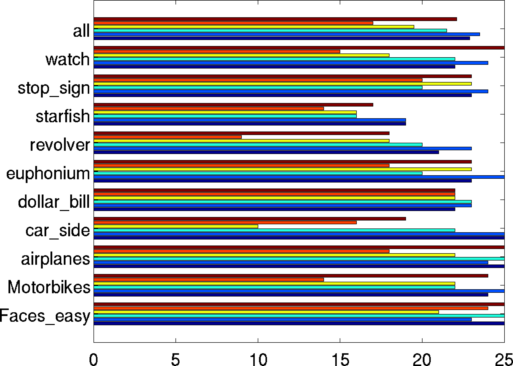 all
watch
stop_sign
starfish
revolver
euphonium
dollar_bill
car_side
airplanes
Motorbikes
Faces_easy
0 5 10 15 20 25